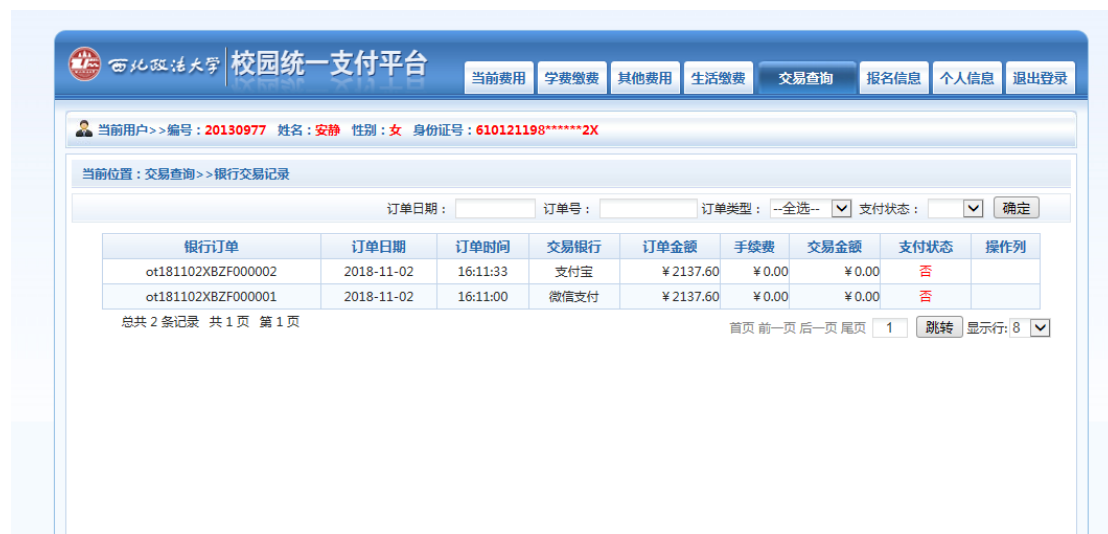 西北政法大学 校园统一支付平台
当前费用 学费缴费 其他费用 生活缴费 交易查询 报名信息 个人信息 退出登录
当前用户>>编号：20130977 姓名：安静 性别：女 身份证号：610121198******2X
当前位置：交易查询>>银行交易记录
订单日期： 订单号： 订单类型： --全选-- 支付状态： 确定
银行订单 订单日期 订单时间 交易银行 订单金额 手续费 交易金额 支付状态 操作列
ot181102XBZF000002 2018-11-02 16:11:33 支付宝 ￥2137.60 ￥0.00 ￥0.00 否
ot181102XBZF000001 2018-11-02 16:11:00 微信支付 ￥2137.60 ￥0.00 ￥0.00 否
总共 2 条记录 共 1 页 第 1 页
首页 前一页 后一页 尾页 1 跳转 显示行: 8